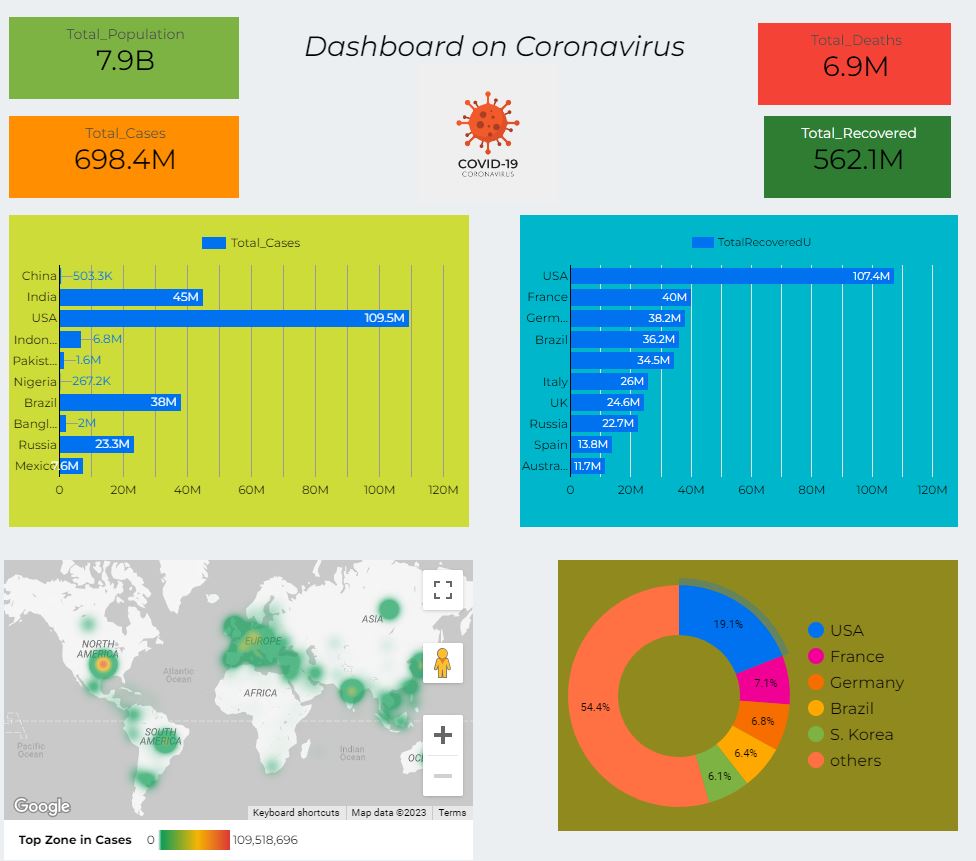 Total_Population
7.9B
Dashboard on Coronavirus
Total_Deaths
6.9M
Total_Cases
698.4M
COVID-19
CORONAVIRUS
Total_Recovered
562.1M
Total_Cases
China 503.3K
India 45M
USA 109.5M
Indon... 6.8M
Pakist... 1.6M
Nigeria 267.2K
Brazil 38M
Bangl... 2M
Russia 23.3M
Mexico .6M
0 20M 40M 60M 80M 100M 120M
TotalRecoveredU
USA 107.4M
France 40M
Germ... 38.2M
Brazil 36.2M
34.5M
Italy 26M
UK 24.6M
Russia 22.7M
Spain 13.8M
Austra... 11.7M
0 20M 40M 60M 80M 100M 120M
ASIA
NORTH
AMERICA
EUROPE
Atlantic
Ocean
AFRICA
SOUTH
AMERICA
Pacific
Ocean
Indian
Ocean
OC
Google
Keyboard shortcuts Map data ©2023 Terms
Top Zone in Cases 0 109,518,696
19.1%
7.1%
6.8%
6.4%
6.1%
54.4%
USA
France
Germany
Brazil
S. Korea
others